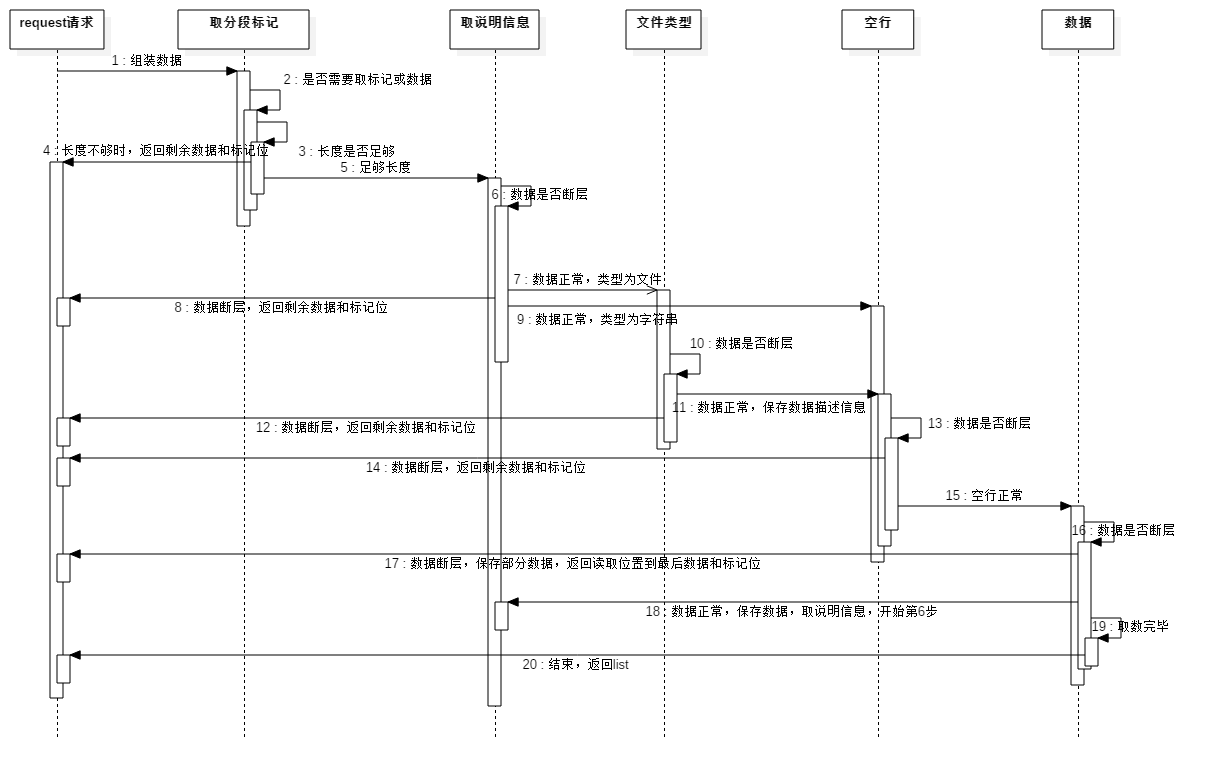 request请求
取分段标记
取说明信息
文件类型
空行
数据
1 : 组装数据
2 : 是否需要取标记或数据
3 : 长度是否足够
4 : 长度不够时，返回剩余数据和标记位
5 : 足够长度
6 : 数据是否断层
7 : 数据正常，类型为文件
8 : 数据断层，返回剩余数据和标记位
9 : 数据正常，类型为字符串
10 : 数据是否断层
11 : 数据正常，保存数据描述信息
12 : 数据断层，返回剩余数据和标记位
13 : 数据是否断层
14 : 数据断层，返回剩余数据和标记位
15 : 空行正常
16 : 数据是否断层
17 : 数据断层，保存部分数据，返回读取位置到最后数据和标记位
18 : 数据正常，保存数据，取说明信息，开始第6步
19 : 取数完毕
20 : 结束，返回list